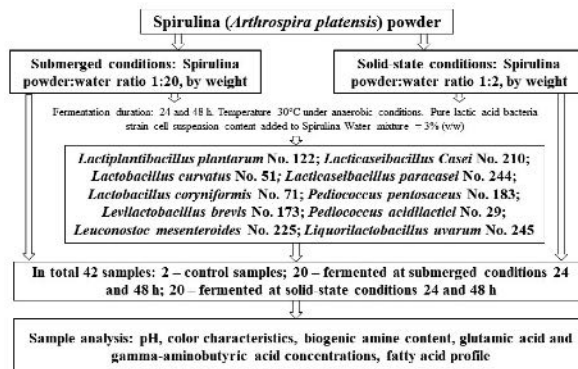 Spirulina (Arthrospira platensis) powder
Submerged conditions: Spirulina
powder:water ratio 1:20, by weight
Solid-state conditions: Spirulina
powder:water ratio 1:2, by weight
Fermentation duration: 24 and 48 h. Temperature 30°C under anaerobic conditions. Pure lactic acid bacteria
strain cell suspension content added to Spirulina Water mixture – 3% (v/w)
Lactiplantibacillus plantarum No. 122; Lacticaseibacillus Casei No. 210;
Lactobacillus curvatus No. 51; Lacticaseibacillus paracasei No. 244;
Lactobacillus coryniformis No. 71; Pediococcus pentosaceus No. 183;
Levilactobacillus brevis No. 173; Pediococcus acidilactici No. 29;
Leuconostoc mesenteroides No. 225; Liquorilactobacillus uvarum No. 245
In total 42 samples: 2 – control samples; 20 – fermented at submerged conditions 24
and 48 h; 20 – fermented at solid-state conditions 24 and 48 h
Sample analysis: pH, color characteristics, biogenic amine content, glutamic acid and
gamma-aminobutyric acid concentrations, fatty acid profile